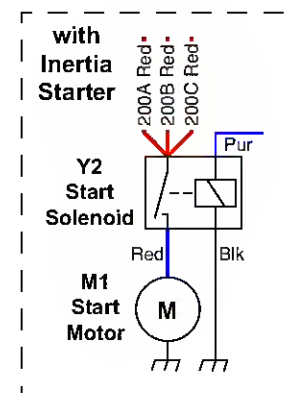 with
Inertia
Starter
200A Red
200B Red
200C Red
Pur
Y2
Start
Solenoid
Red
Blk
M1
Start
Motor
M